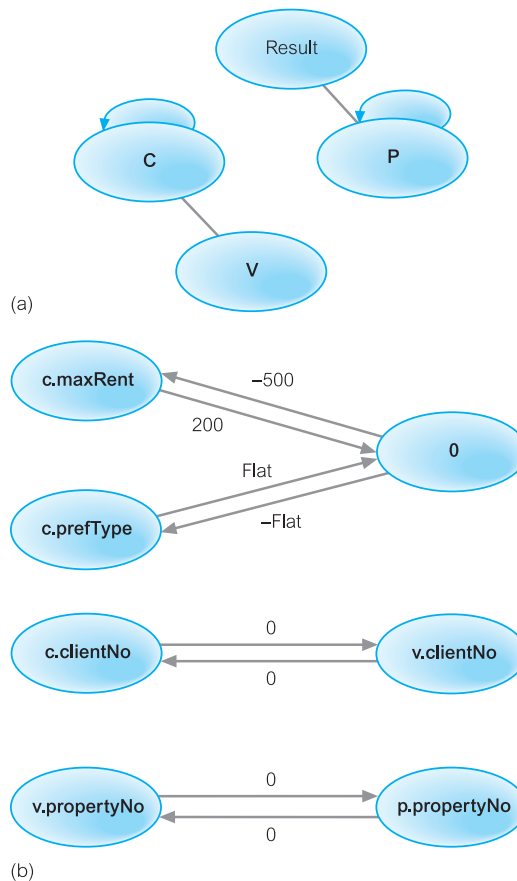 Result
C
P
V
(a)
c.maxRent
–500
200
0
Flat
c.prefType
–Flat
c.clientNo
0
0
v.clientNo
v.propertyNo
0
0
p.propertyNo
(b)